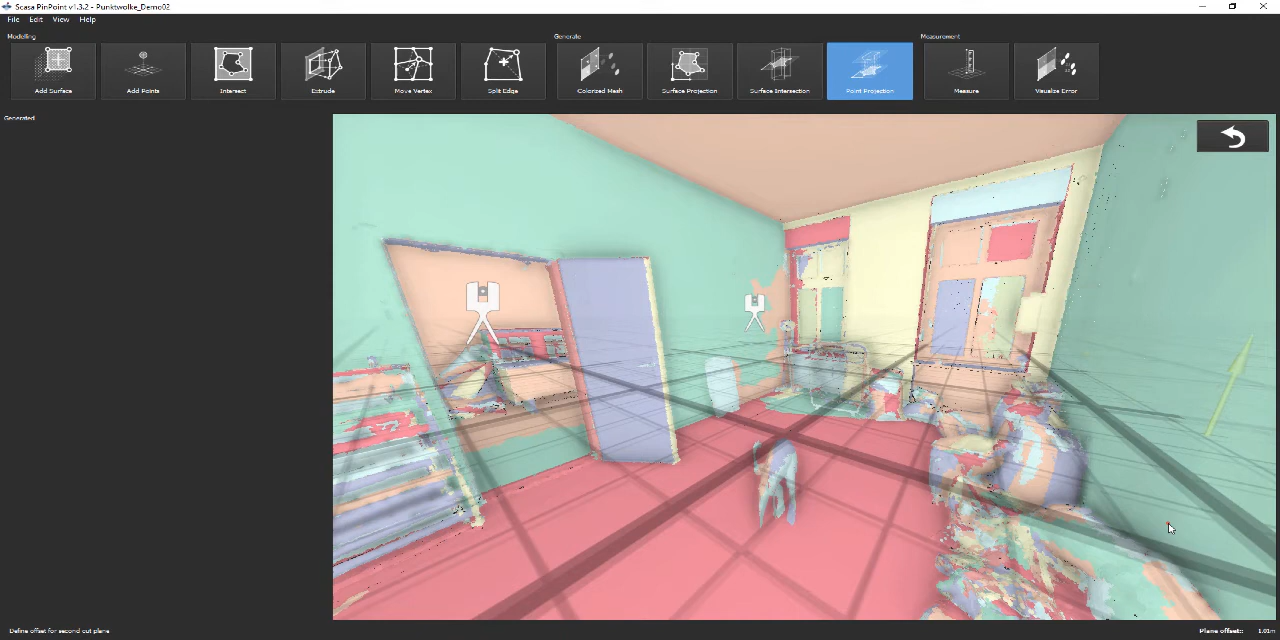 Scasa PinPoint v1.3.2 - Punktwolke_Demo02
File Edit View Help
Modelling Generate Measurement
Add Surface Add Points Intersect Extrude Move Vertex Split Edge Colorized Mesh Surface Projection Surface Intersection Point Projection Measure Visualize Error
Generated
Define offset for second cut plane Plane offset:: 1.01m